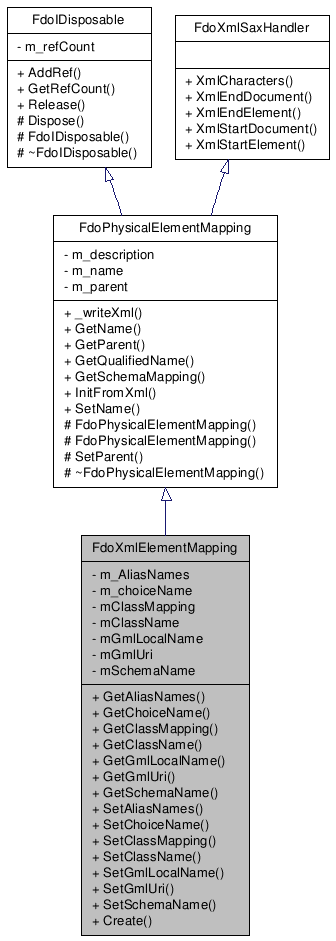 FdoIDisposable
- m_refCount
+ AddRef()
+ GetRefCount()
+ Release()
# Dispose()
# FdoIDisposable()
# ~FdoIDisposable()
FdoXmlSaxHandler
+ XmlCharacters()
+ XmlEndDocument()
+ XmlEndElement()
+ XmlStartDocument()
+ XmlStartElement()
FdoPhysicalElementMapping
- m_description
- m_name
- m_parent
+ _writeXml()
+ GetName()
+ GetParent()
+ GetQualifiedName()
+ GetSchemaMapping()
+ InitFromXml()
+ SetName()
# FdoPhysicalElementMapping()
# FdoPhysicalElementMapping()
# SetParent()
# ~FdoPhysicalElementMapping()
FdoXmlElementMapping
- m_AliasNames
- m_choiceName
- mClassMapping
- mClassName
- mGmlLocalName
- mGmlUri
- mSchemaName
+ GetAliasNames()
+ GetChoiceName()
+ GetClassMapping()
+ GetClassName()
+ GetGmlLocalName()
+ GetGmlUri()
+ GetSchemaName()
+ SetAliasNames()
+ SetChoiceName()
+ SetClassMapping()
+ SetClassName()
+ SetGmlLocalName()
+ SetGmlUri()
+ SetSchemaName()
+ Create()